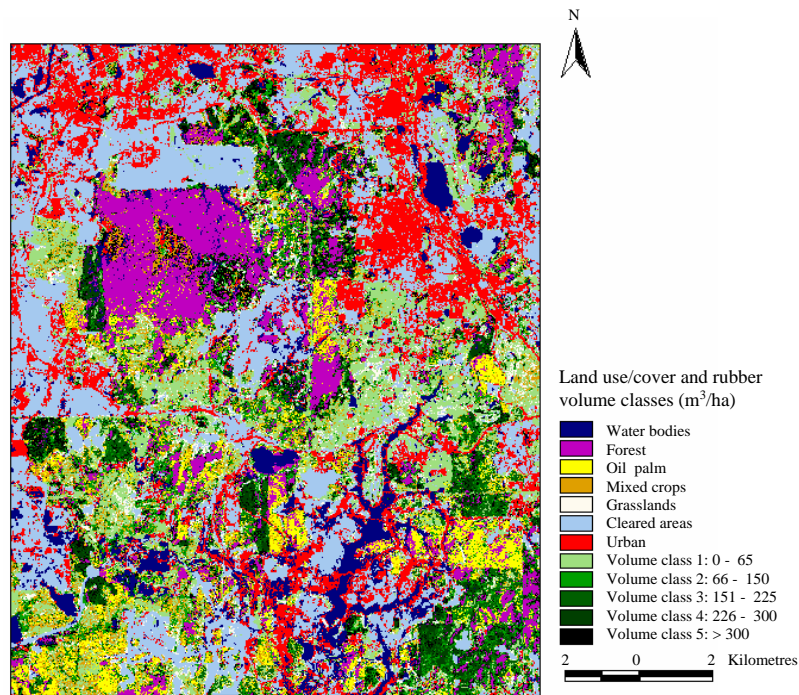 N
Land use/cover and rubber
volume classes (m³/ha)
Water bodies
Forest
Oil palm
Mixed crops
Grasslands
Cleared areas
Urban
Volume class 1: 0 - 65
Volume class 2: 66 - 150
Volume class 3: 151 - 225
Volume class 4: 226 - 300
Volume class 5: > 300
2 0 2 Kilometres